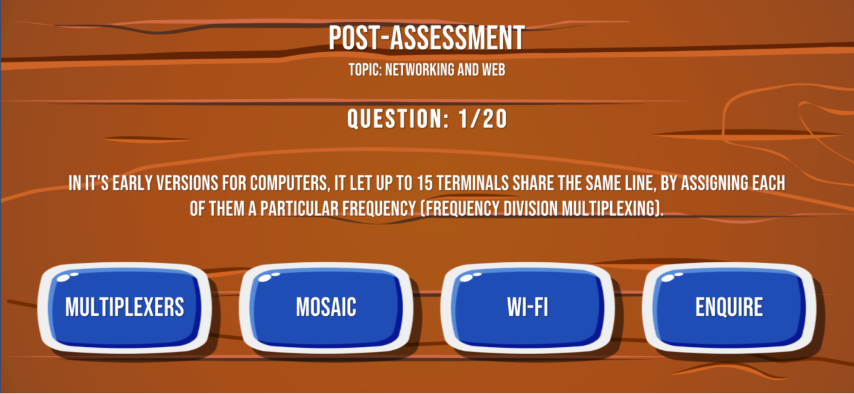 POST-ASSESSMENT
TOPIC: NETWORKING AND WEB
QUESTION: 1/20
IN IT'S EARLY VERSIONS FOR COMPUTERS, IT LET UP TO 15 TERMINALS SHARE THE SAME LINE, BY ASSIGNING EACH
OF THEM A PARTICULAR FREQUENCY (FREQUENCY DIVISION MULTIPLEXING).
MULTIPLEXERS
MOSAIC
WI-FI
ENQUIRE